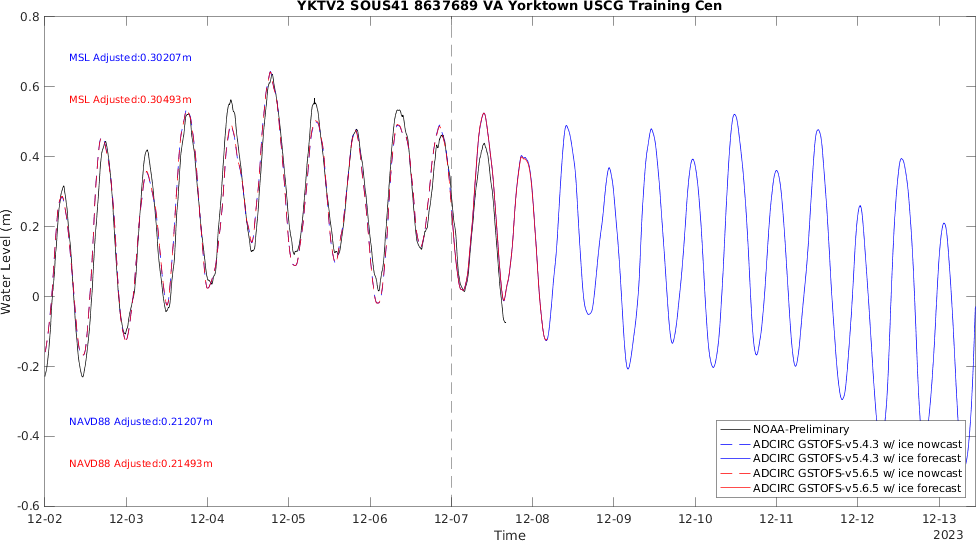 YKTV2 SOUS41 8637689 VA Yorktown USCG Training Cen
0.8
MSL Adjusted:0.30207m
0.6
MSL Adjusted:0.30493m
0.4
0.2
Water Level (m)
0
-0.2
-0.4
NAVD88 Adjusted:0.21207m
NAVD88 Adjusted:0.21493m
NOAA-Preliminary
ADCIRC GSTOFS-v5.4.3 w/ ice nowcast
ADCIRC GSTOFS-v5.4.3 w/ ice forecast
ADCIRC GSTOFS-v5.6.5 w/ ice nowcast
ADCIRC GSTOFS-v5.6.5 w/ ice forecast
-0.6
12-02 12-03 12-04 12-05 12-06 12-07 12-08 12-09 12-10 12-11 12-12 12-13
Time
2023